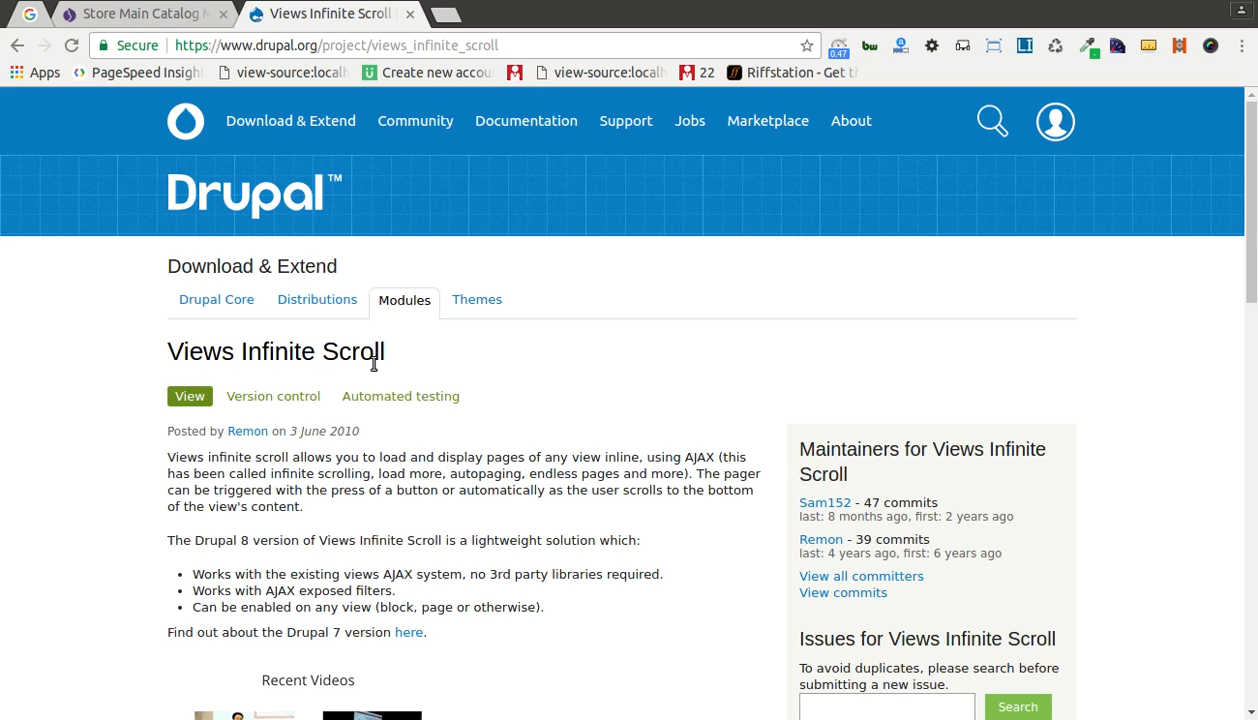 Store Main Catalog
Views Infinite Scroll
Secure https://www.drupal.org/project/views_infinite_scroll
0.47
bw
LI
Apps PageSpeed Insigh view-source:local Create new accou view-source:local 22 Riffstation - Get t
Download & Extend Community Documentation Support Jobs Marketplace About
Drupal™
Download & Extend
Drupal Core Distributions Modules Themes
Views Infinite Scroll
View Version control Automated testing
Posted by Remon on 3 June 2010
Views infinite scroll allows you to load and display pages of any view inline, using AJAX (this
has been called infinite scrolling, load more, autopaging, endless pages and more). The pager
can be triggered with the press of a button or automatically as the user scrolls to the bottom
of the view's content.
The Drupal 8 version of Views Infinite Scroll is a lightweight solution which:
• Works with the existing views AJAX system, no 3rd party libraries required.
• Works with AJAX exposed filters.
• Can be enabled on any view (block, page or otherwise).
Find out about the Drupal 7 version here.
Recent Videos
Maintainers for Views Infinite
Scroll
Sam152 - 47 commits
last: 8 months ago, first: 2 years ago
Remon - 39 commits
last: 4 years ago, first: 6 years ago
View all committers
View commits
Issues for Views Infinite Scroll
To avoid duplicates, please search before
submitting a new issue.
Search